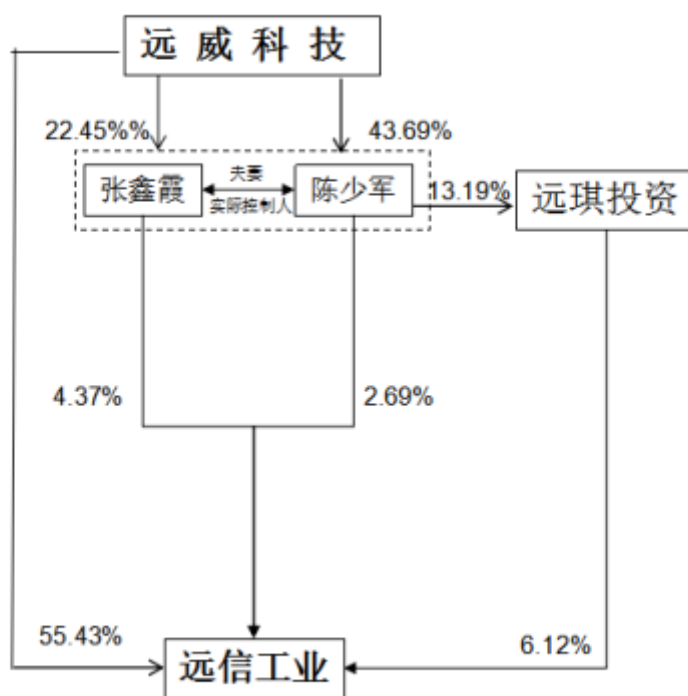 远威科技
22.45%%
43.69%
张鑫霞
夫妻
实际控制人
陈少军
13.19%
远琪投资
4.37%
2.69%
55.43%
远信工业
6.12%